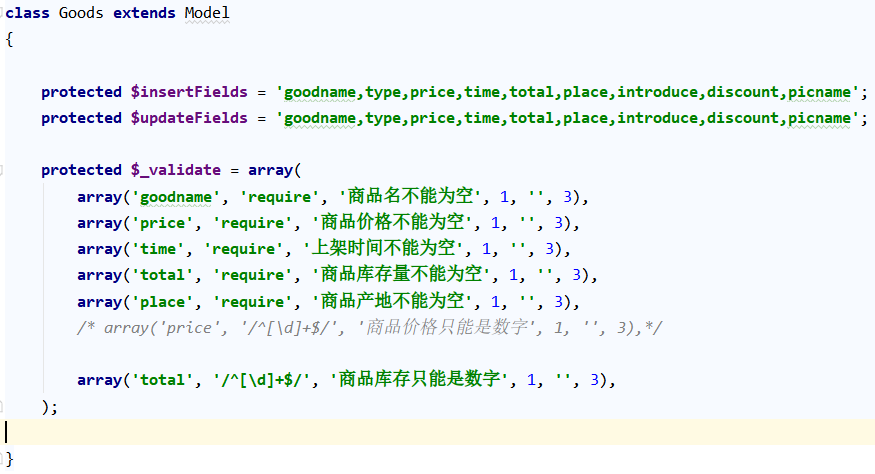 class Goods extends Model
{
protected $insertFields = 'goodname,type,price,time,total,place,introduce,discount,picname';
protected $updateFields = 'goodname,type,price,time,total,place,introduce,discount,picname';
protected $_validate = array(
array('goodname', 'require', '商品名不能为空', 1, '', 3),
array('price', 'require', '商品价格不能为空', 1, '', 3),
array('time', 'require', '上架时间不能为空', 1, '', 3),
array('total', 'require', '商品库存量不能为空', 1, '', 3),
array('place', 'require', '商品产地不能为空', 1, '', 3),
/* array('price', '/^[\d]+$/', '商品价格只能是数字', 1, '', 3),*/
array('total', '/^[\d]+$/', '商品库存只能是数字', 1, '', 3),
);
}